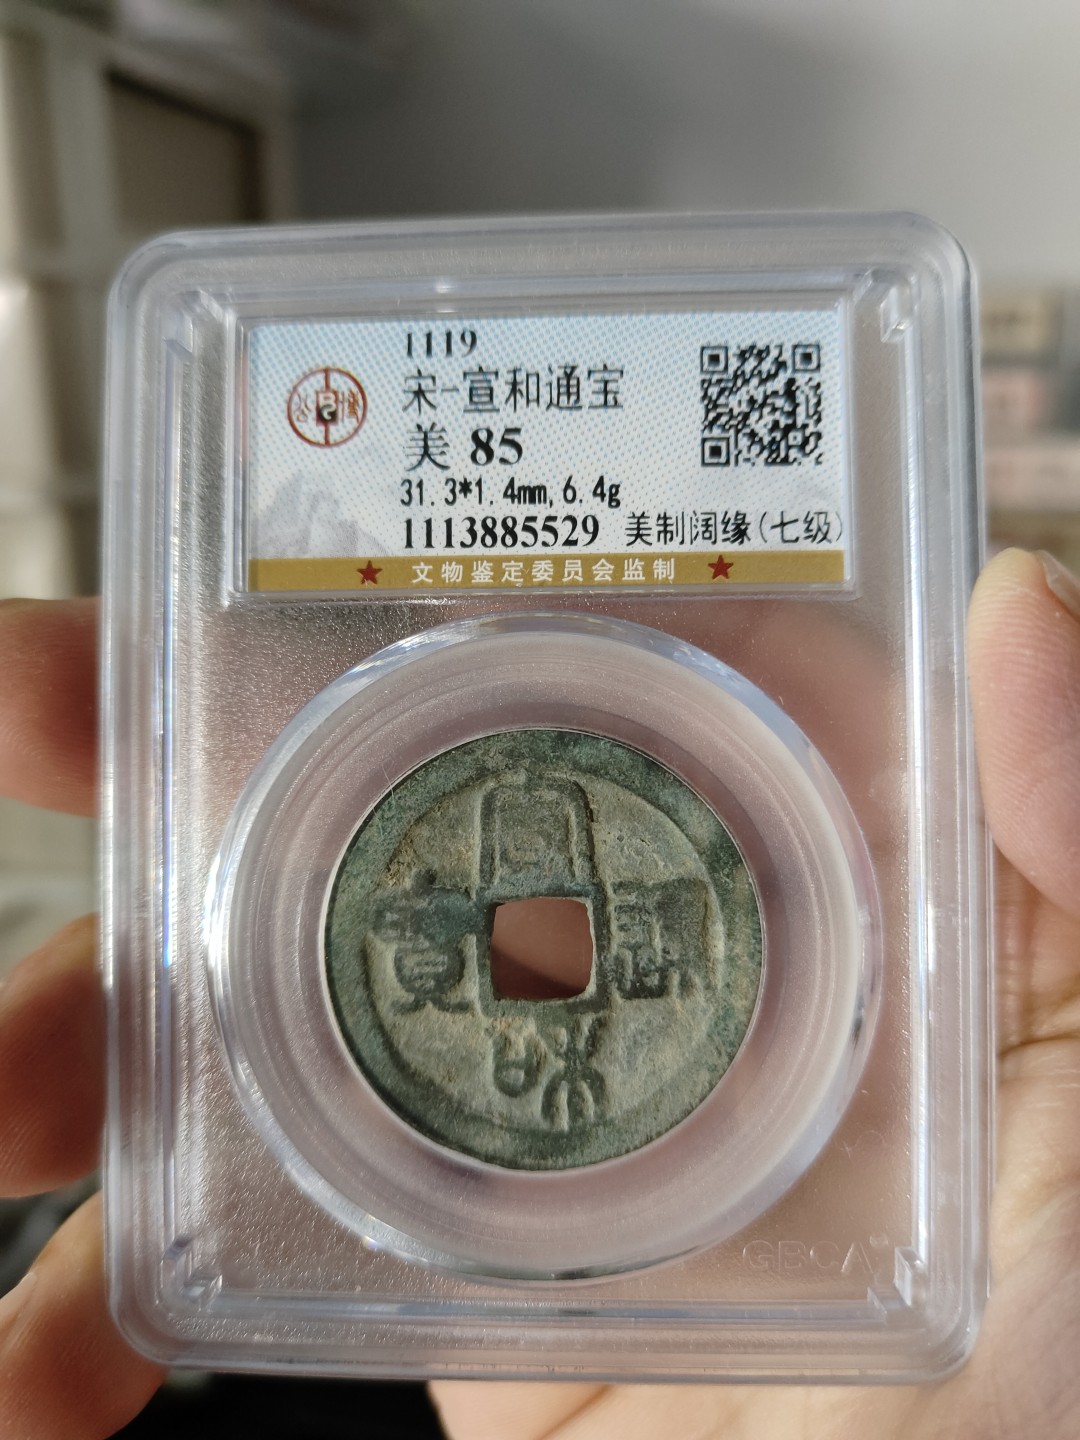 1119
宋-宣和通宝
美 85
31.3*1.4mm,6.4g
1113885529 美制阔缘(七级)
文物鉴定委员会监制
宣
和
通
寶
GBCA